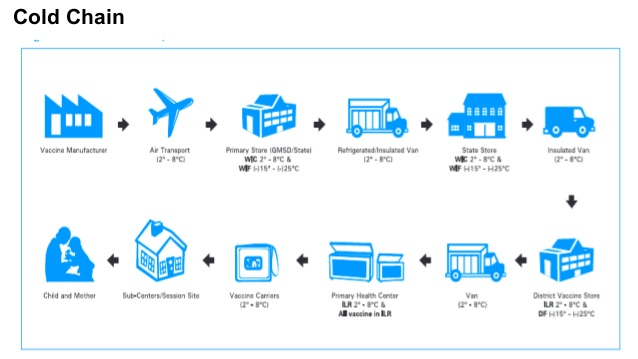 Cold Chain
Vaccine Manufacturer
Air Transport
(2° - 8°C)
Primary Store (GMSD/State)
WIC 2° - 8°C &
WIF (-)15° - (-)25°C
Refrigerated/Insulated Van
(2° - 8°C)
State Store
WIC 2° - 8°C &
WIF (-)15° - (-)25°C
Insulated Van
(2° - 8°C)
Child and Mother
Sub-Centers/Session Site
Vaccine Carriers
(2° - 8°C)
Primary Health Center
ILR 2° - 8°C &
All vaccine in ILR
Van
(2° - 8°C)
District Vaccine Store
ILR 2° - 8°C &
DF (-)15° - (-)25°C